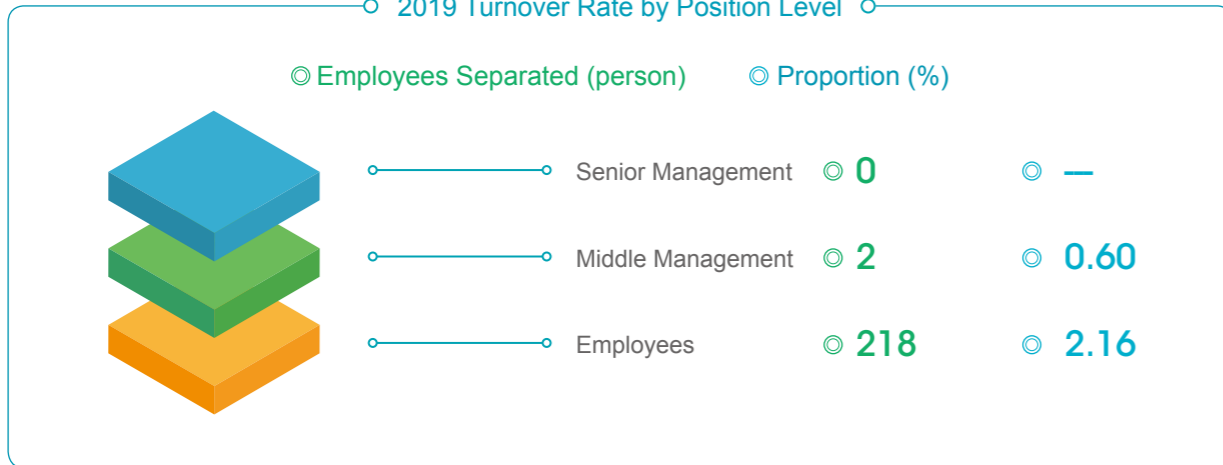 2019 Turnover Rate by Position Level
Employees Separated (person) Proportion (%)
Senior Management 0 —
Middle Management 2 0.60
Employees 218 2.16